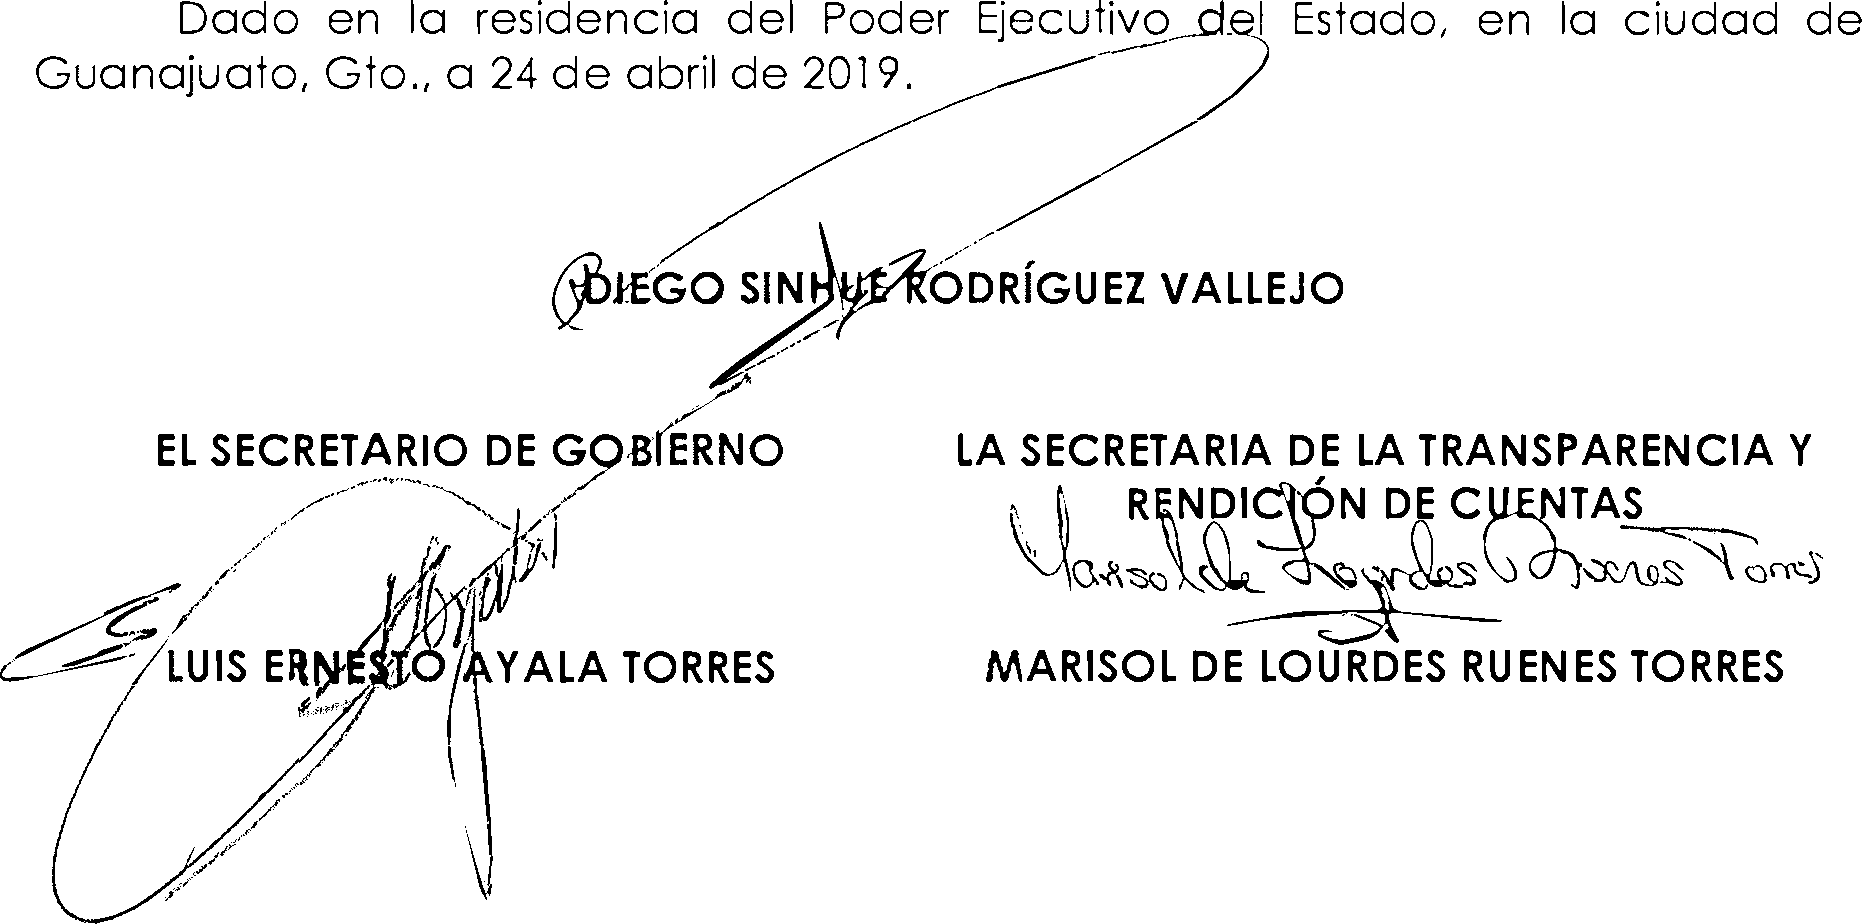 Dado en la residencia del Poder Ejecutivo del Estado, en la ciudad de
Guanajuato, Gto., a 24 de abril de 2019.
DIEGO SINHUE RODRÍGUEZ VALLEJO
EL SECRETARIO DE GOBIERNO
LUIS ERNESTO AYALA TORRES
LA SECRETARIA DE LA TRANSPARENCIA Y
RENDICIÓN DE CUENTAS
Marisol de Lourdes Ruenes Torres
MARISOL DE LOURDES RUENES TORRES